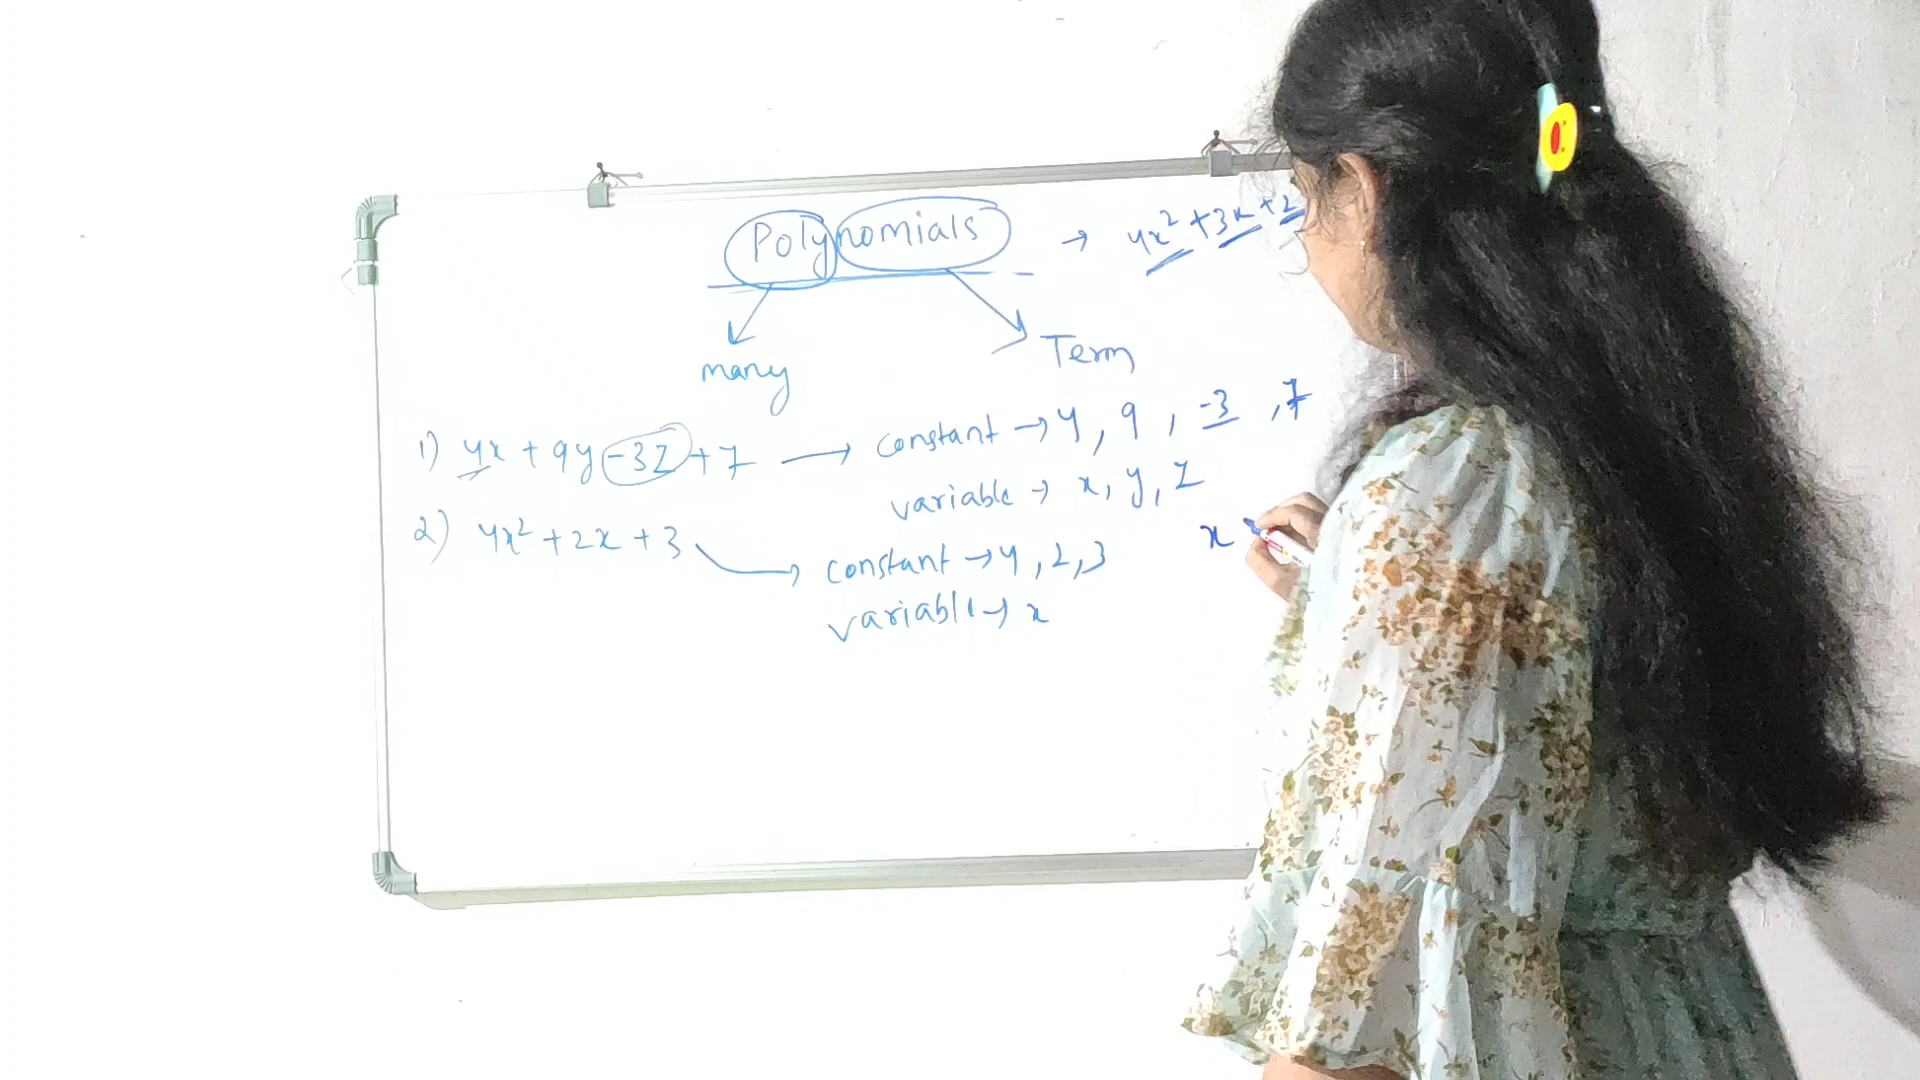 Polynomials → 4x² + 3x + 2
many
Term
1) 4x + 9y - 3z + 7 → constant → 4, 9, -3, 7
variable → x, y, z
2) 4x² + 2x + 3 → constant → 4, 2, 3
variable → x
x